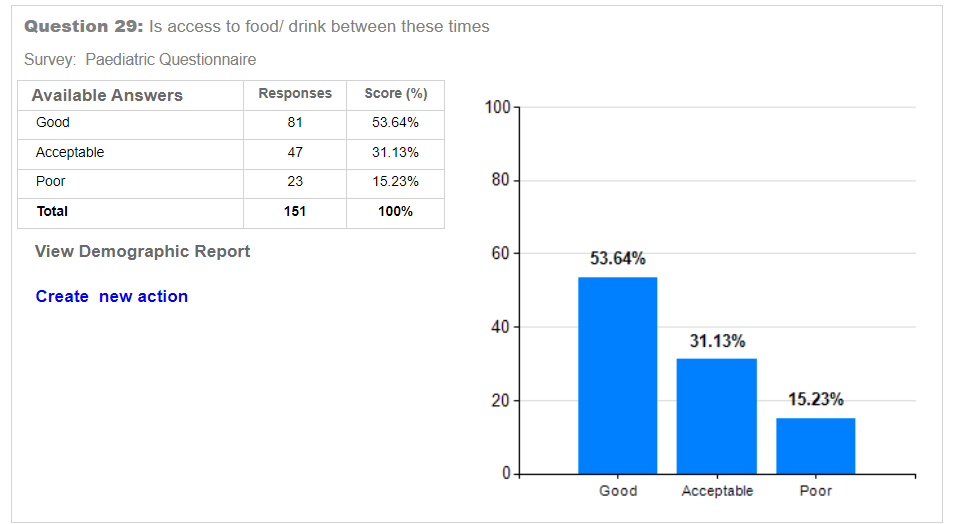 Question 29: Is access to food/ drink between these times
Survey:  Paediatric Questionnaire
Available Answers Responses Score (%)
Good 81 53.64%
Acceptable 47 31.13%
Poor 23 15.23%
Total 151 100%
View Demographic Report
Create  new action
100
80
60
40
20
0
53.64%
31.13%
15.23%
Good Acceptable Poor